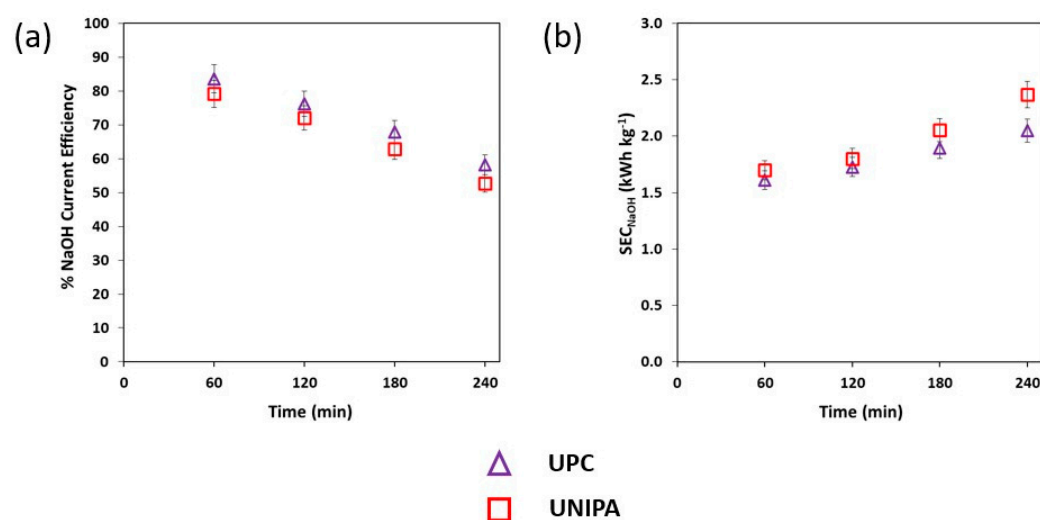 (a)
% NaOH Current Efficiency
100
90
80
70
60
50
40
30
20
10
0
0 60 120 180 240
Time (min)
(b)
SEC_NaOH (kWh kg⁻¹)
3.0
2.5
2.0
1.5
1.0
0.5
0.0
0 60 120 180 240
Time (min)
UPC
UNIPA